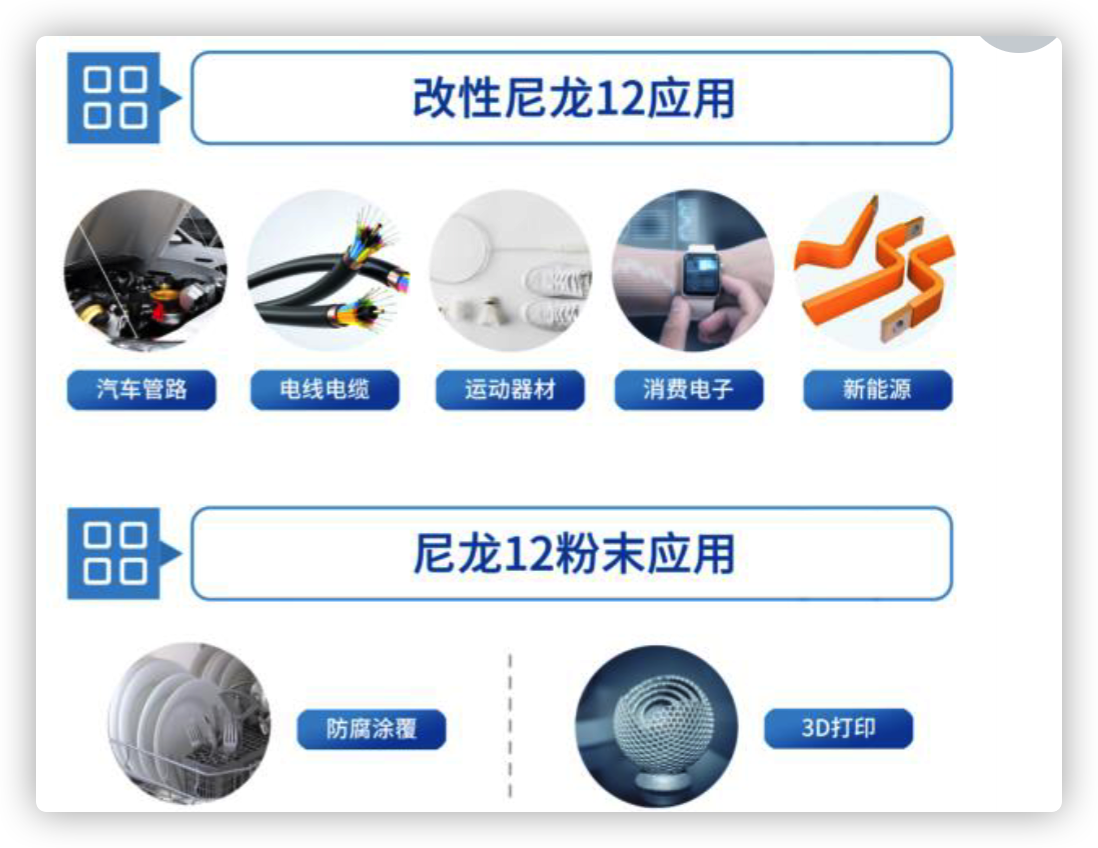 改性尼龙12应用
汽车管路
电线电缆
运动器材
消费电子
新能源
尼龙12粉末应用
防腐涂覆
3D打印